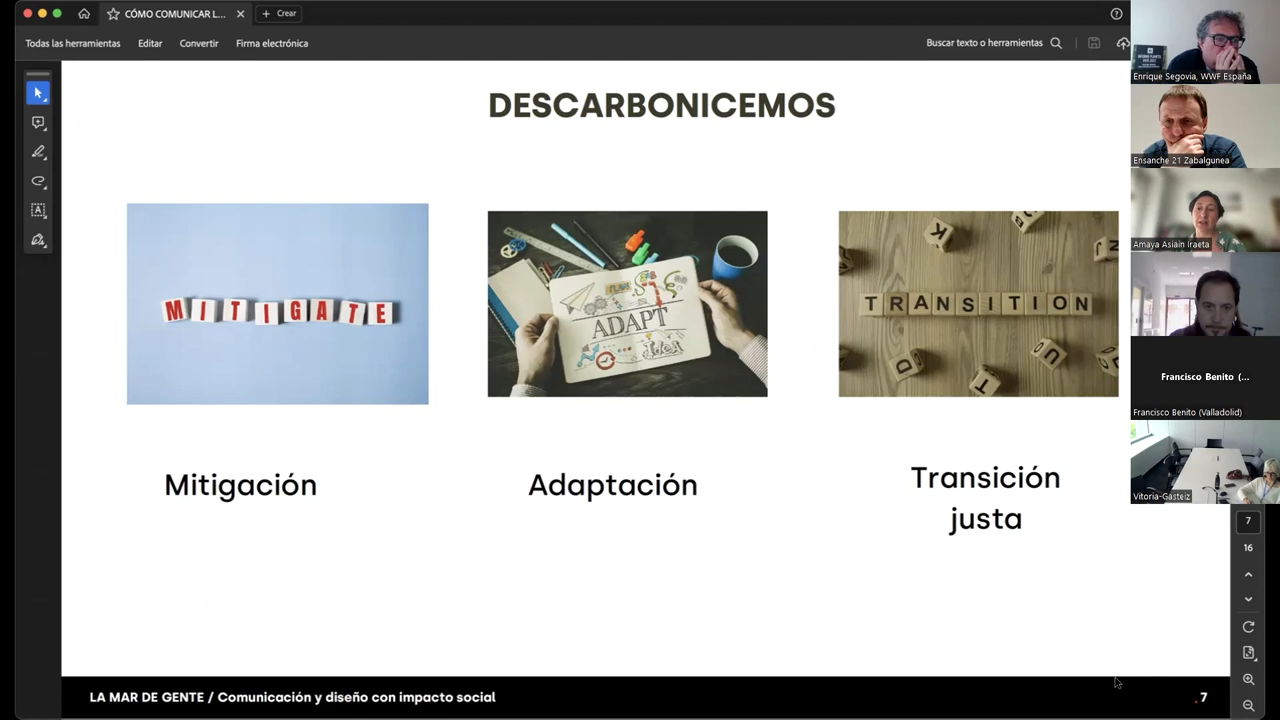 CÓMO COMUNICAR L...
Crear
Todas las herramientas
Editar
Convertir
Firma electrónica
Buscar texto o herramientas
DESCARBONICEMOS
MITIGATE
ADAPT
Idea
TRANSITION
Mitigación
Adaptación
Transición
justa
LA MAR DE GENTE / Comunicación y diseño con impacto social
.7
Enrique Segovia, WWF España
Ensanche 21 Zabalgunea
Amaya Asiain Iraeta
Francisco Benito (...
Francisco Benito (Valladolid)
Vitoria-Gasteiz
7
16